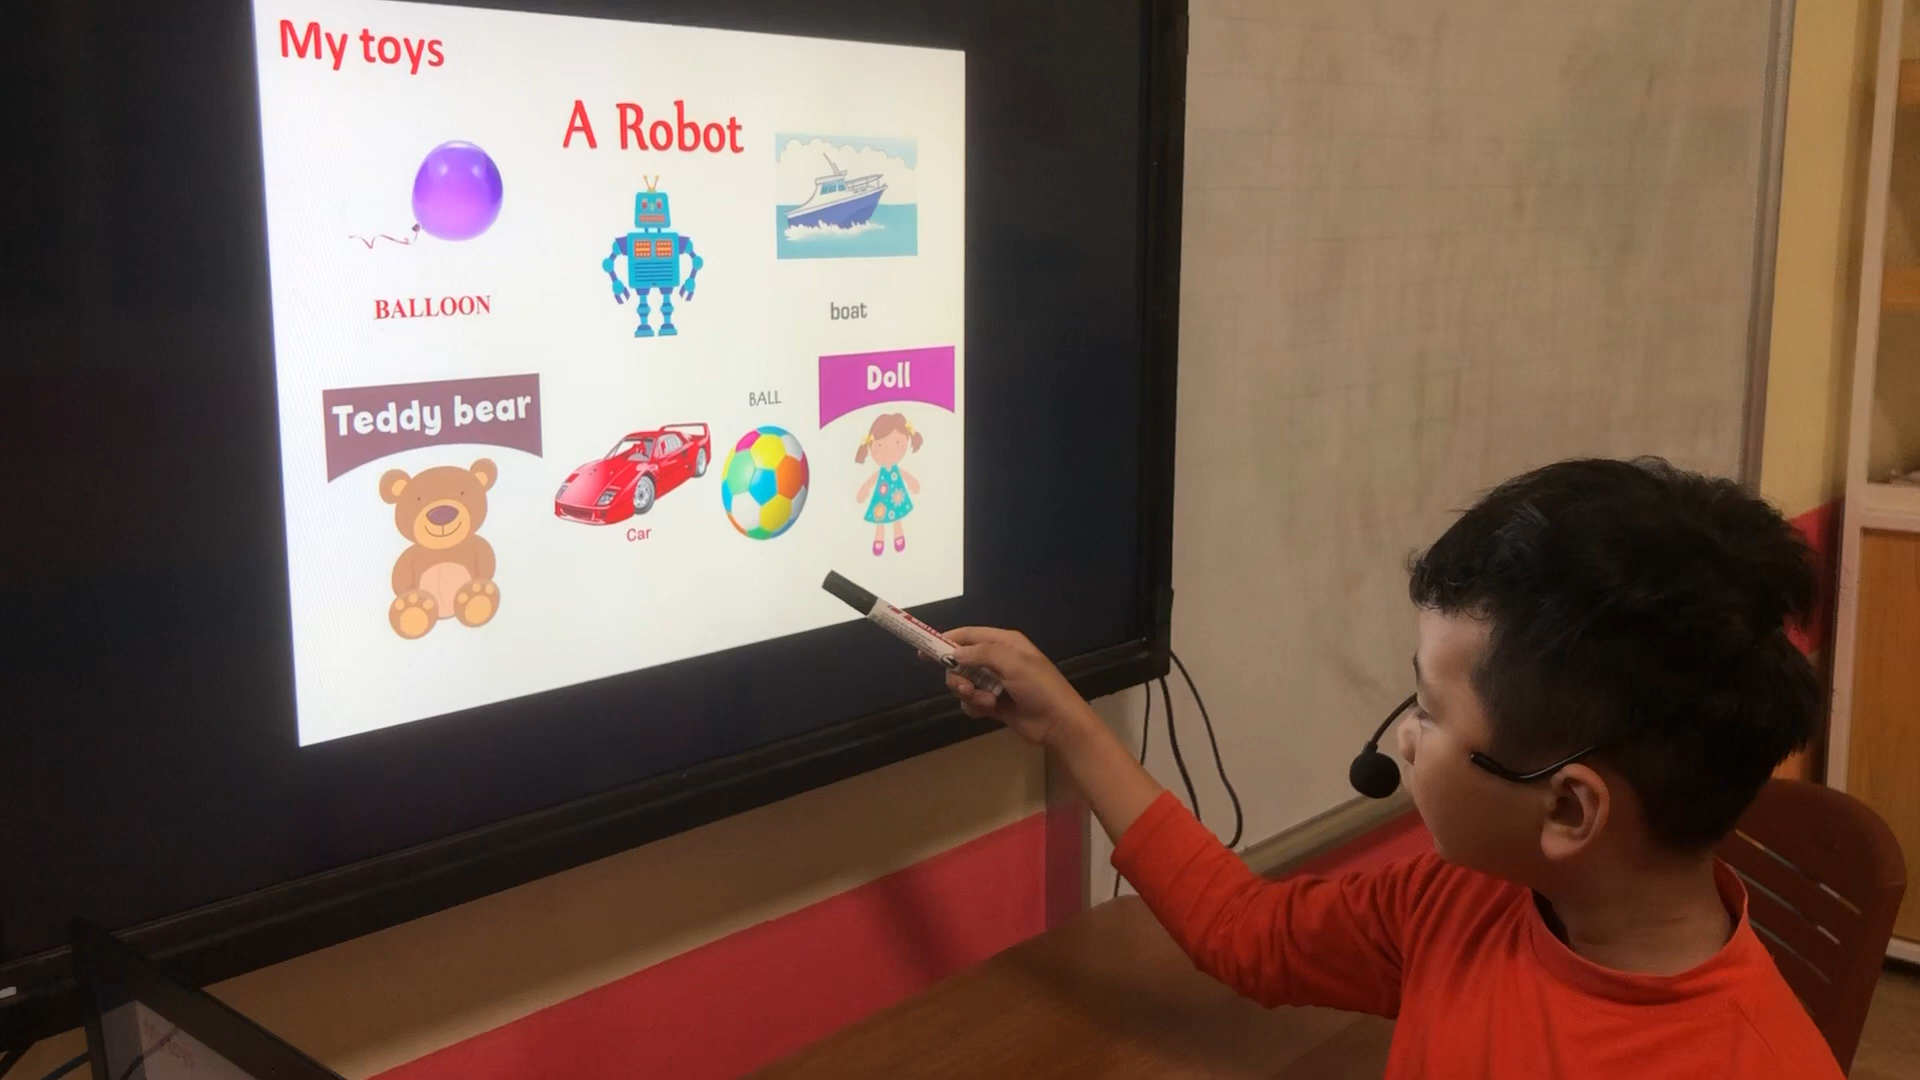 My toys
A Robot
BALLOON
boat
Teddy bear
Car
BALL
Doll